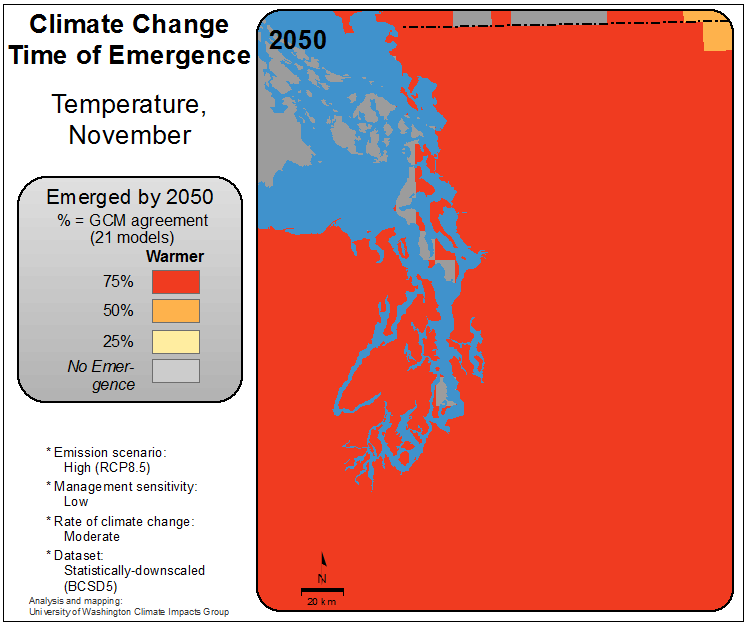 Climate Change
Time of Emergence
Temperature,
November
Emerged by 2050
% = GCM agreement
(21 models)
Warmer
75%
50%
25%
No Emer-
gence
* Emission scenario:
High (RCP8.5)
* Management sensitivity:
Low
* Rate of climate change:
Moderate
* Dataset:
Statistically-downscaled
(BCSD5)
Analysis and mapping:
University of Washington Climate Impacts Group
2050
N
20 km